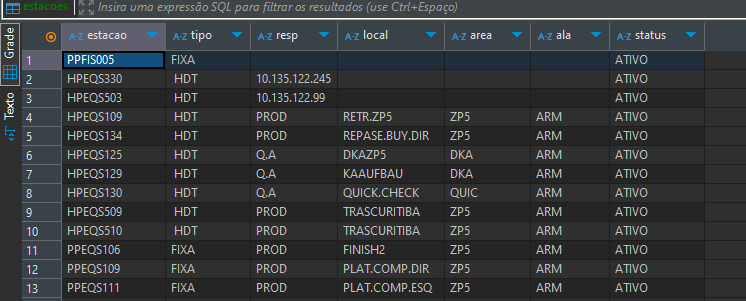 estacoes Insira uma expressão SQL para filtrar os resultados (use Ctrl+Espaço)
Grade
Texto
A-Z estacao A-Z tipo A-Z resp A-Z local A-Z area A-Z ala A-Z status
1 PPFIS005 FIXA ATIVO
2 HPEQS330 HDT 10.135.122.245 ATIVO
3 HPEQS503 HDT 10.135.122.99 ATIVO
4 HPEQS109 HDT PROD RETR.ZP5 ZP5 ARM ATIVO
5 HPEQS134 HDT PROD REPASE.BUY.DIR ZP5 ARM ATIVO
6 HPEQS125 HDT Q.A DKAZP5 DKA ARM ATIVO
7 HPEQS129 HDT Q.A KAAUFBAU DKA ARM ATIVO
8 HPEQS130 HDT Q.A QUICK.CHECK QUIC ARM ATIVO
9 HPEQS509 HDT PROD TRASCURITIBA ZP5 ARM ATIVO
10 HPEQS510 HDT PROD TRASCURITIBA ZP5 ARM ATIVO
11 PPEQS106 FIXA PROD FINISH2 ZP5 ARM ATIVO
12 PPEQS109 FIXA PROD PLAT.COMP.DIR ZP5 ARM ATIVO
13 PPEQS111 FIXA PROD PLAT.COMP.ESQ ZP5 ARM ATIVO